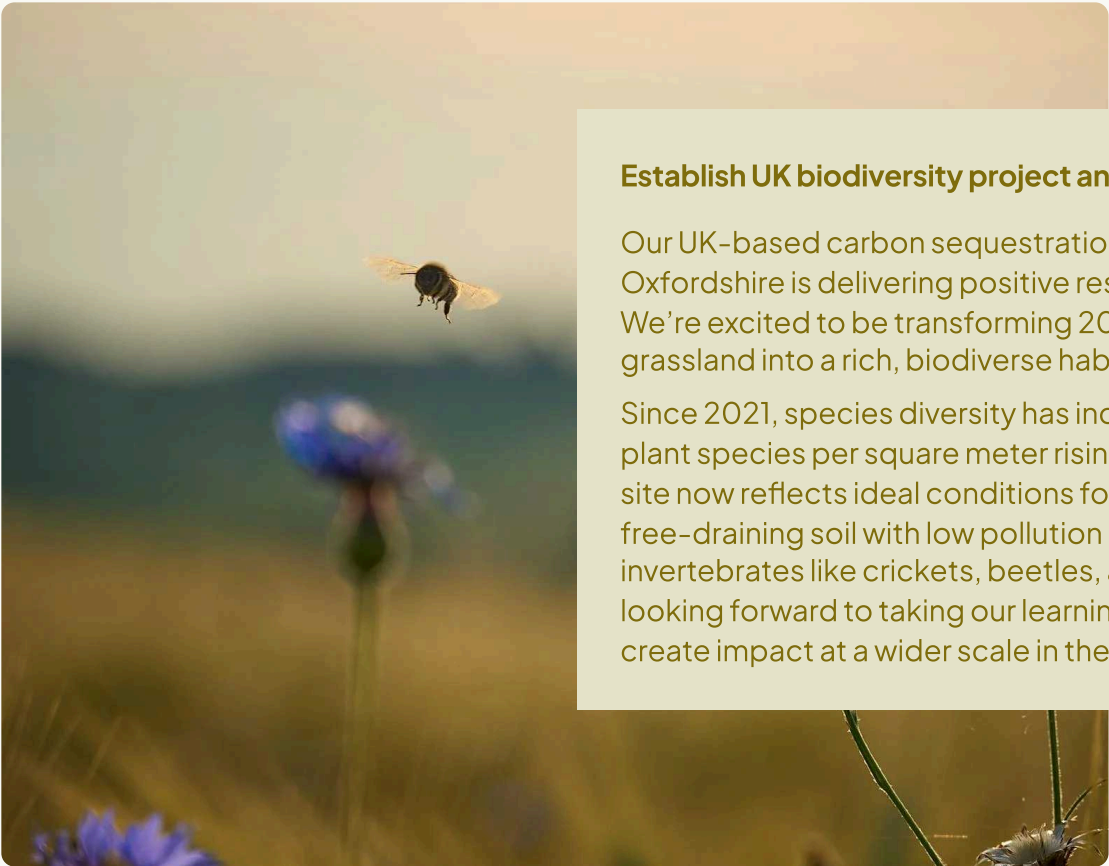 Establish UK biodiversity project an
Our UK-based carbon sequestratio
Oxfordshire is delivering positive res
We're excited to be transforming 20
grassland into a rich, biodiverse hab
Since 2021, species diversity has inc
plant species per square meter risin
site now reflects ideal conditions fo
free-draining soil with low pollution
invertebrates like crickets, beetles,
looking forward to taking our learnin
create impact at a wider scale in the